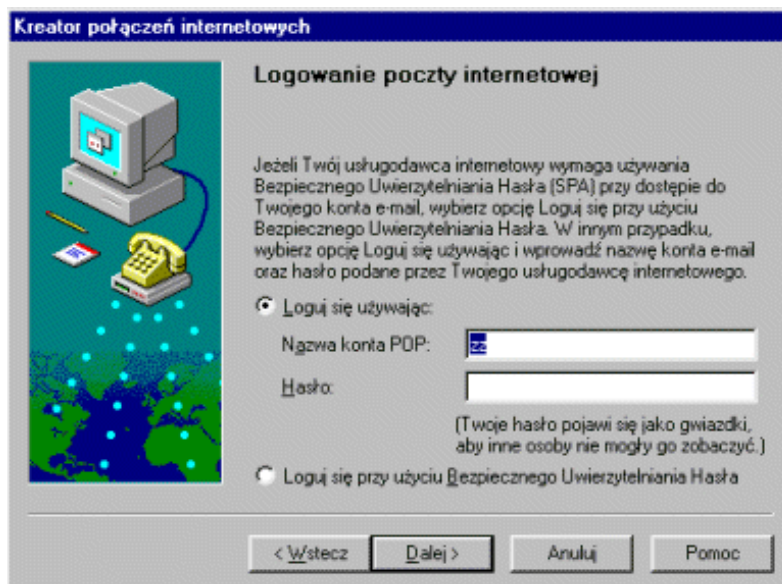 Kreator połączeń internetowych
Logowanie poczty internetowej
Jeżeli Twój usługodawca internetowy wymaga używania
Bezpiecznego Uwierzytelniania Hasła (SPA) przy dostępie do
Twojego konta e-mail, wybierz opcję Loguj się przy użyciu
Bezpiecznego Uwierzytelniania Hasła. W innym przypadku,
wybierz opcję Loguj się używając i wprowadź nazwę konta e-mail
oraz hasło podane przez Twojego usługodawcę internetowego.
Loguj się używając:
Nazwa konta POP: zz
Hasło:
(Twoje hasło pojawi się jako gwiazdki,
aby inne osoby nie mogły go zobaczyć.)
Loguj się przy użyciu Bezpiecznego Uwierzytelniania Hasła
< Wstecz Dalej > Anuluj Pomoc